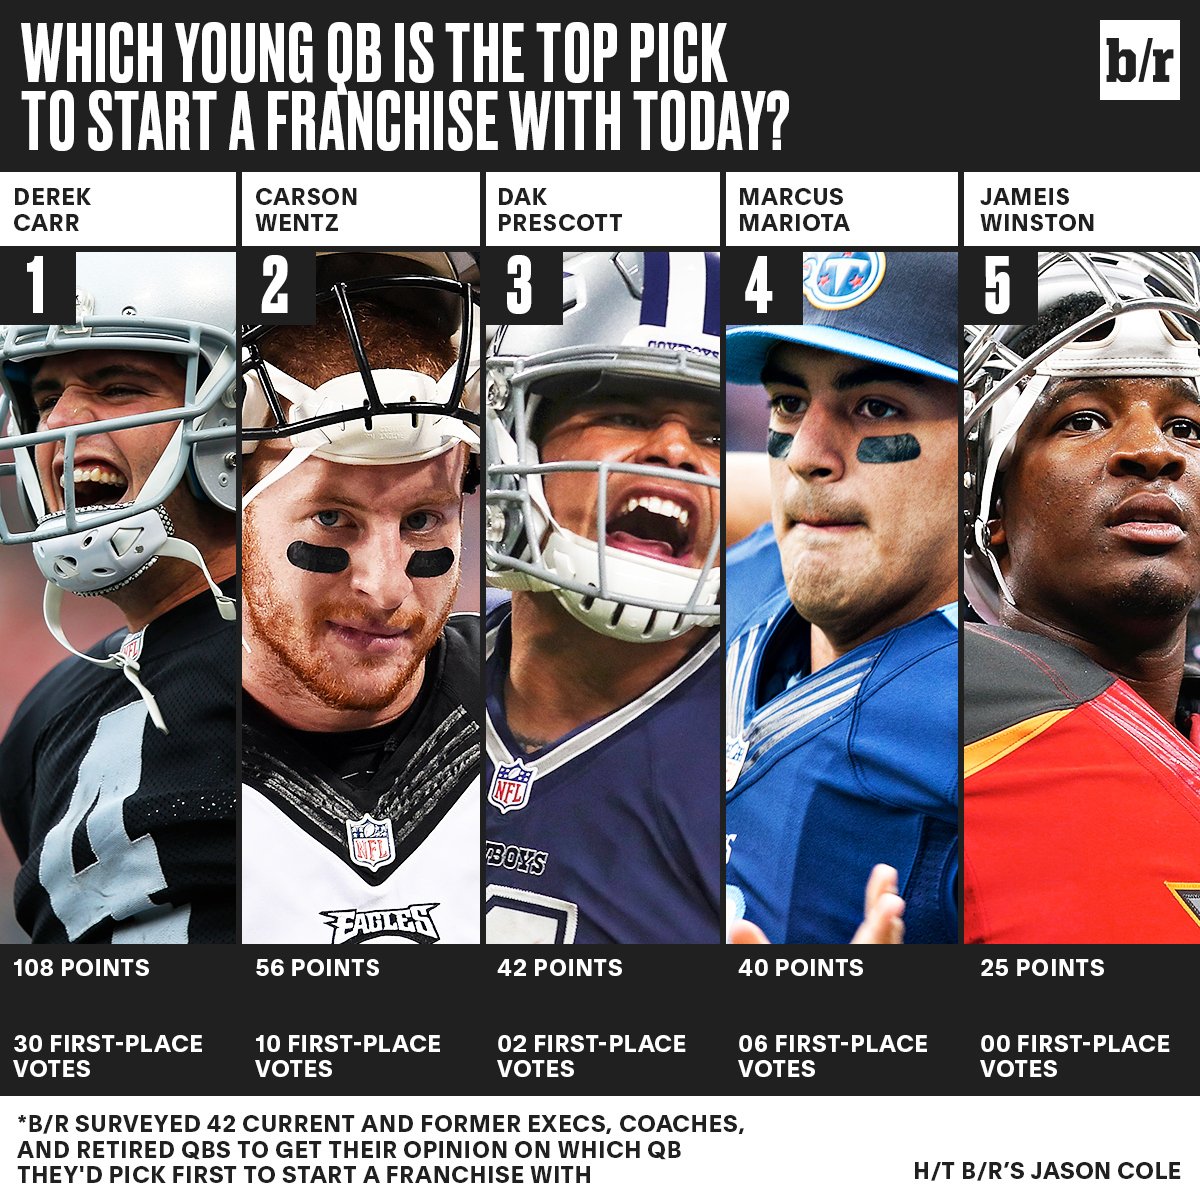 WHICH YOUNG QB IS THE TOP PICK
TO START A FRANCHISE WITH TODAY?
b/r
DEREK
CARR
CARSON
WENTZ
DAK
PRESCOTT
MARCUS
MARIOTA
JAMEIS
WINSTON
1
2
3
4
5
T
COWBOYS
NFL
4
NFL
EAGLES
NFL
BOYS
108 POINTS
56 POINTS
42 POINTS
40 POINTS
25 POINTS
30 FIRST-PLACE
VOTES
10 FIRST-PLACE
VOTES
02 FIRST-PLACE
VOTES
06 FIRST-PLACE
VOTES
00 FIRST-PLACE
VOTES
*B/R SURVEYED 42 CURRENT AND FORMER EXECS, COACHES,
AND RETIRED QBS TO GET THEIR OPINION ON WHICH QB
THEY'D PICK FIRST TO START A FRANCHISE WITH
H/T B/R'S JASON COLE